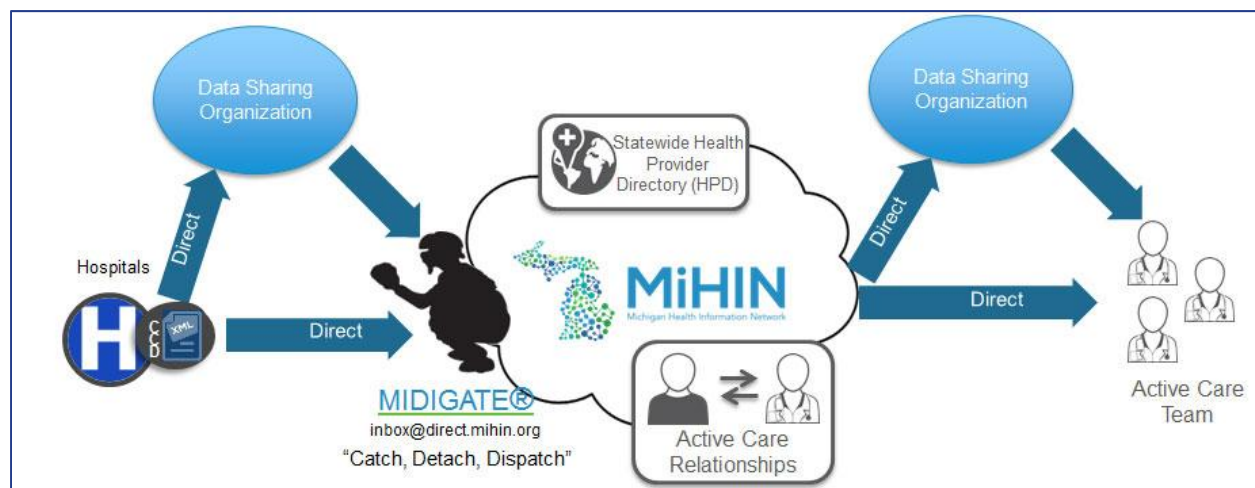 Data Sharing
Organization
Direct
Hospitals
H
CCD
XML
Direct
MIDIGATE®
inbox@direct.mihin.org
“Catch, Detach, Dispatch”
Statewide Health
Provider
Directory (HPD)
MiHIN
Michigan Health Information Network
Active Care
Relationships
Data Sharing
Organization
Direct
Direct
Active Care
Team